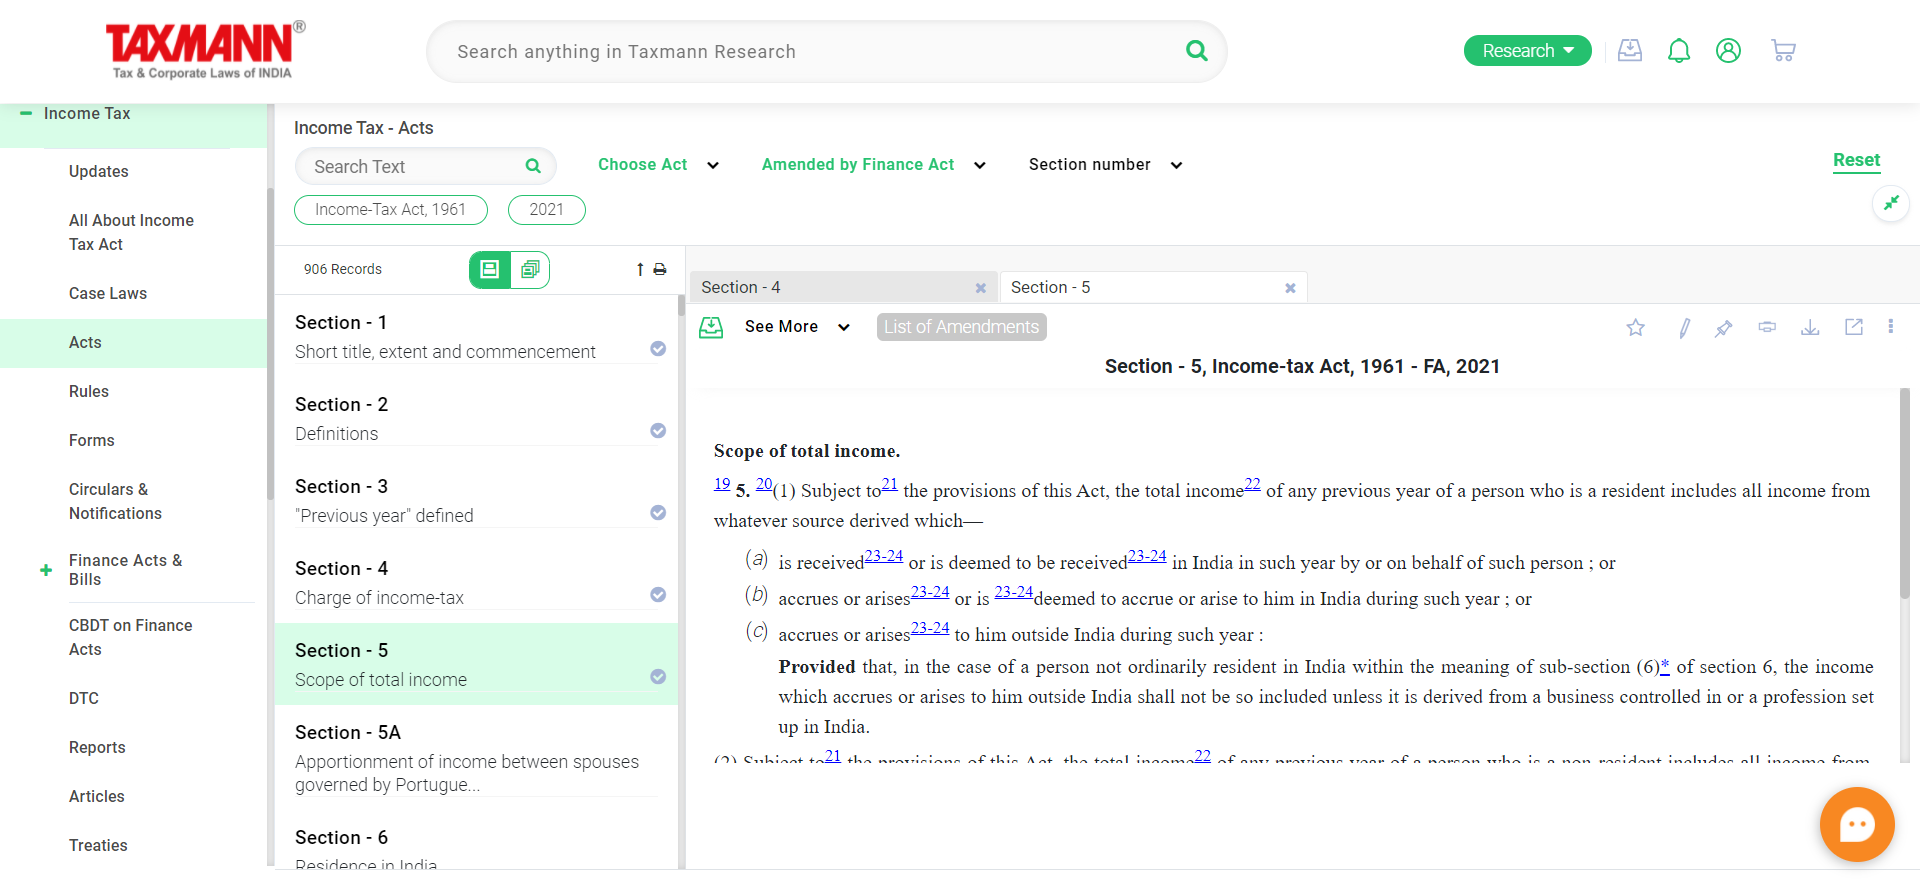 TAXMANN®
Tax & Corporate Laws of INDIA
Search anything in Taxmann Research
Research
Income Tax
Updates
All About Income
Tax Act
Case Laws
Acts
Rules
Forms
Circulars &
Notifications
Finance Acts &
Bills
CBDT on Finance
Acts
DTC
Reports
Articles
Treaties
Income Tax - Acts
Search Text
Choose Act
Amended by Finance Act
Section number
Reset
Income-Tax Act, 1961
2021
906 Records
Section - 1
Short title, extent and commencement
Section - 2
Definitions
Section - 3
"Previous year" defined
Section - 4
Charge of income-tax
Section - 5
Scope of total income
Section - 5A
Apportionment of income between spouses
governed by Portugue...
Section - 6
Residence in India
Section - 4
Section - 5
See More
List of Amendments
Section - 5, Income-tax Act, 1961 - FA, 2021
Scope of total income.
19 5. 20(1) Subject to21 the provisions of this Act, the total income22 of any previous year of a person who is a resident includes all income from
whatever source derived which—
(a) is received23-24 or is deemed to be received23-24 in India in such year by or on behalf of such person ; or
(b) accrues or arises23-24 or is 23-24deemed to accrue or arise to him in India during such year ; or
(c) accrues or arises23-24 to him outside India during such year :
Provided that, in the case of a person not ordinarily resident in India within the meaning of sub-section (6)* of section 6, the income
which accrues or arises to him outside India shall not be so included unless it is derived from a business controlled in or a profession set
up in India.
(2) Subject to21 the provisions of this Act, the total income22 of any previous year of a person who is a non-resident includes all income from